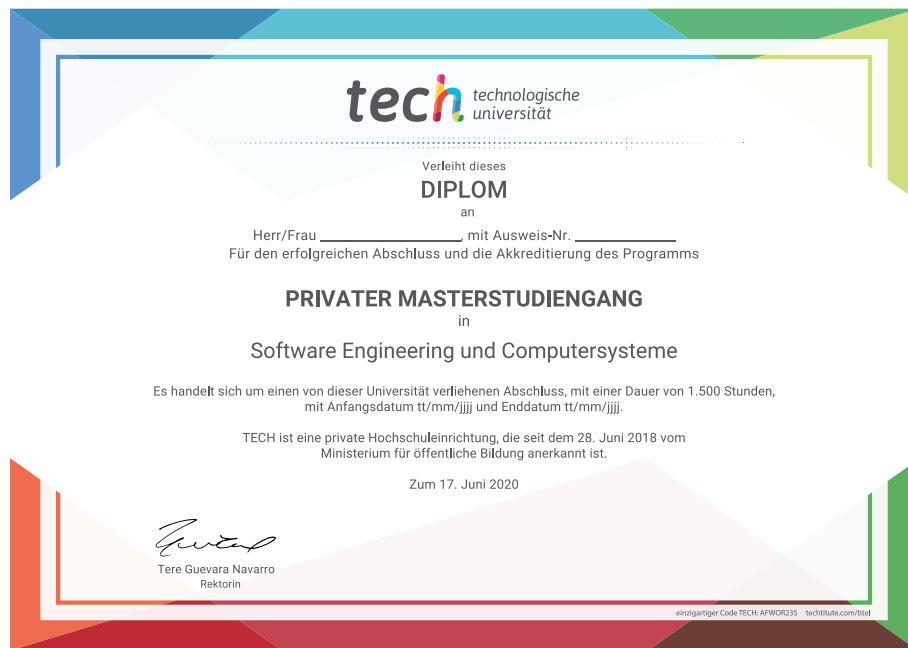 tech technologische
universität
Verleiht dieses
DIPLOM
an
Herr/Frau ____________________, mit Ausweis-Nr. ______________
Für den erfolgreichen Abschluss und die Akkreditierung des Programms
PRIVATER MASTERSTUDIENGANG
in
Software Engineering und Computersysteme
Es handelt sich um einen von dieser Universität verliehenen Abschluss, mit einer Dauer von 1.500 Stunden,
mit Anfangsdatum tt/mm/jjjj und Enddatum tt/mm/jjjj.
TECH ist eine private Hochschuleinrichtung, die seit dem 28. Juni 2018 vom
Ministerium für öffentliche Bildung anerkannt ist.
Zum 17. Juni 2020
Tere Guevara Navarro
Rektorin
einzigartiger Code TECH: AFWOR23S techtitute.com/titel